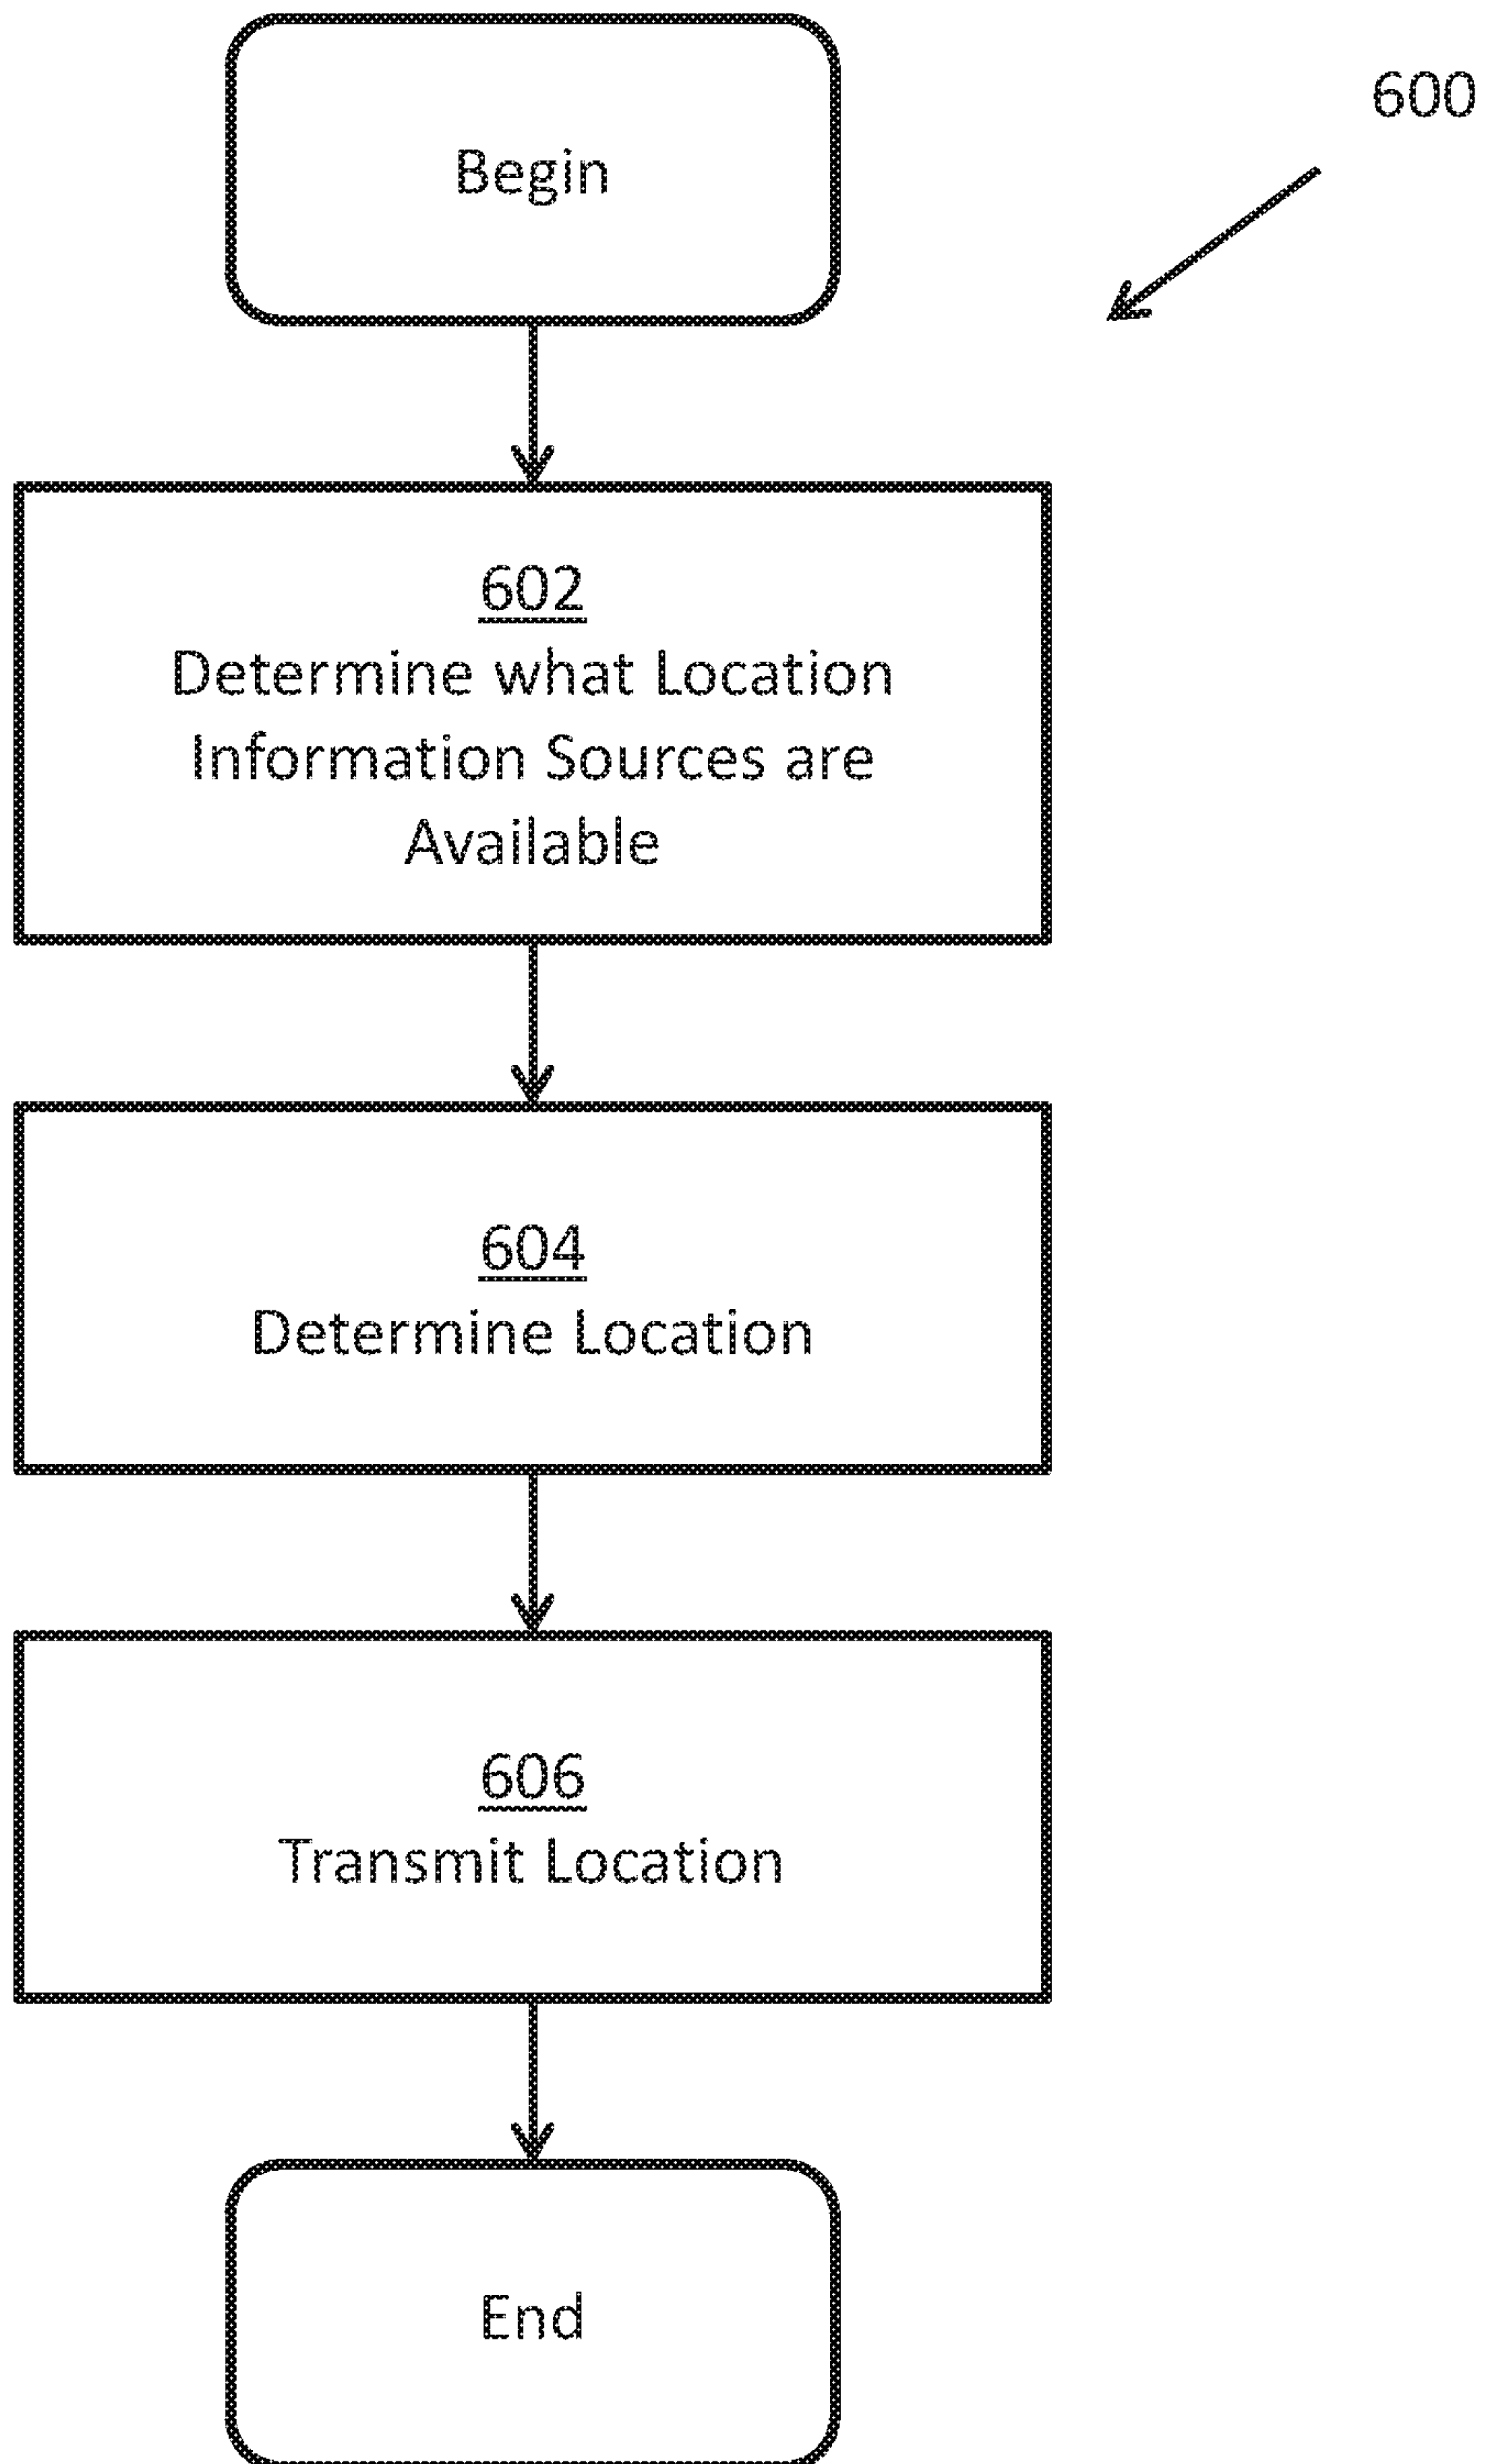 Begin
600
602
Determine what Location
Information Sources are
Available
604
Determine Location
606
Transmit Location
End